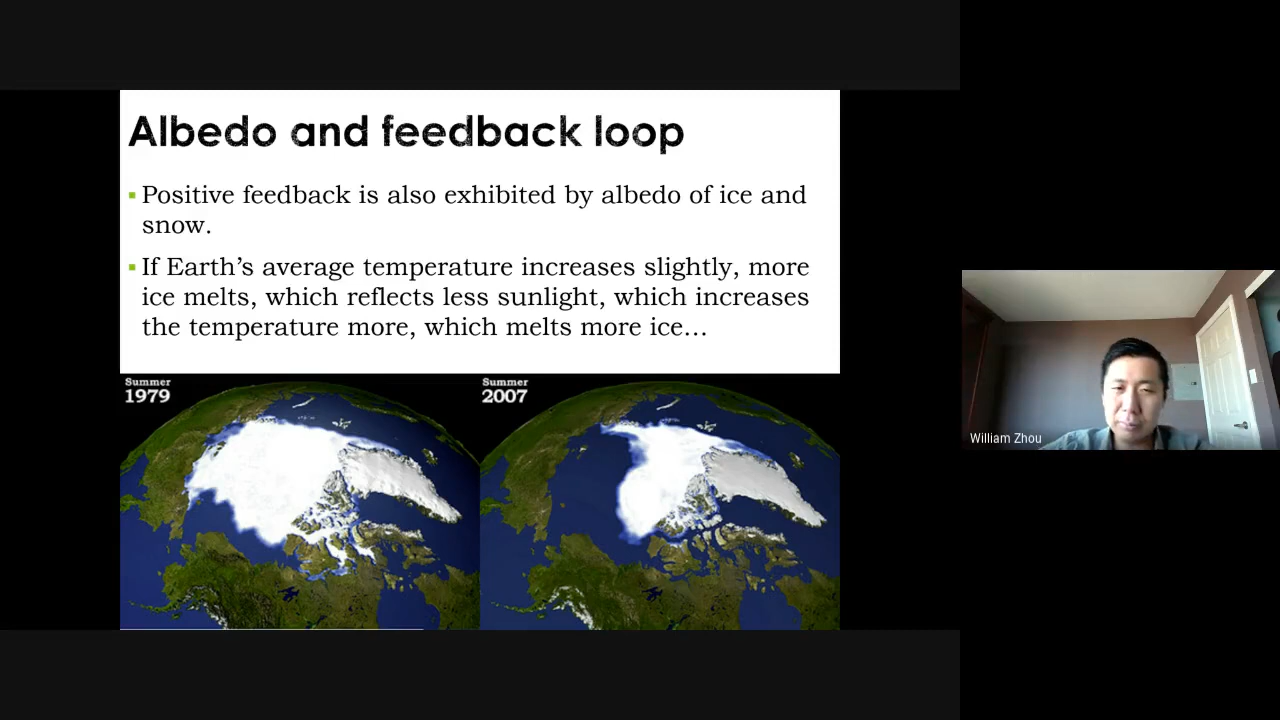 Albedo and feedback loop
▪ Positive feedback is also exhibited by albedo of ice and
snow.
▪ If Earth’s average temperature increases slightly, more
ice melts, which reflects less sunlight, which increases
the temperature more, which melts more ice…
Summer
1979
Summer
2007
William Zhou